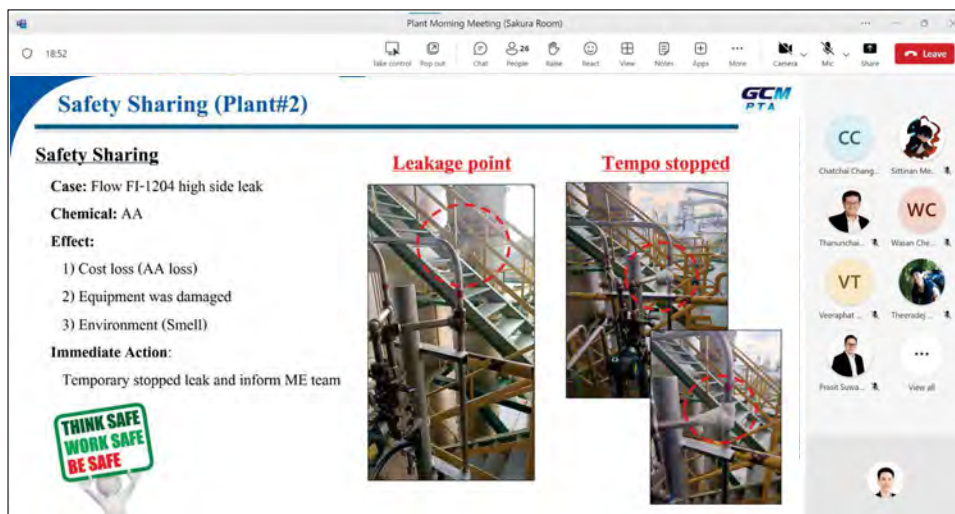 Plant Morning Meeting (Sakura Room)
18:52
Take control
Pop out
Chat
26
People
Raise
React
View
Notes
Apps
More
Camera
Mic
Share
Leave
Safety Sharing (Plant#2)
GCM
PTA
Safety Sharing
Case: Flow FI-1204 high side leak
Chemical: AA
Effect:
1) Cost loss (AA loss)
2) Equipment was damaged
3) Environment (Smell)
Immediate Action:
Temporary stopped leak and inform ME team
THINK SAFE
WORK SAFE
BE SAFE
Leakage point
Tempo stopped
CC
Chatchai Chang...
Sittinan Me...
Thanunchai...
WC
Wasan Che...
VT
Veeraphat ...
Theeradej ...
Prasit Suwa...
...
View all